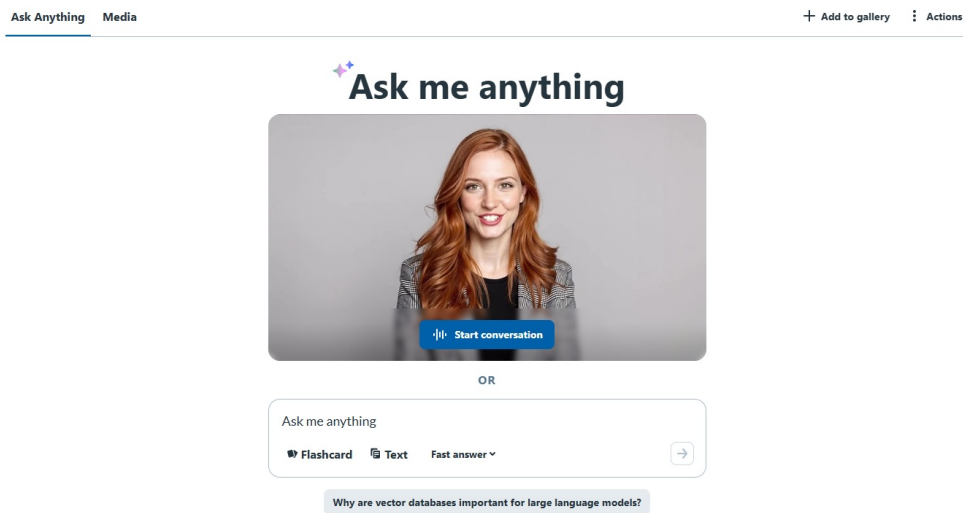 Ask Anything Media Add to gallery Actions
Ask me anything
Start conversation
OR
Ask me anything
Flashcard Text Fast answer
Why are vector databases important for large language models?